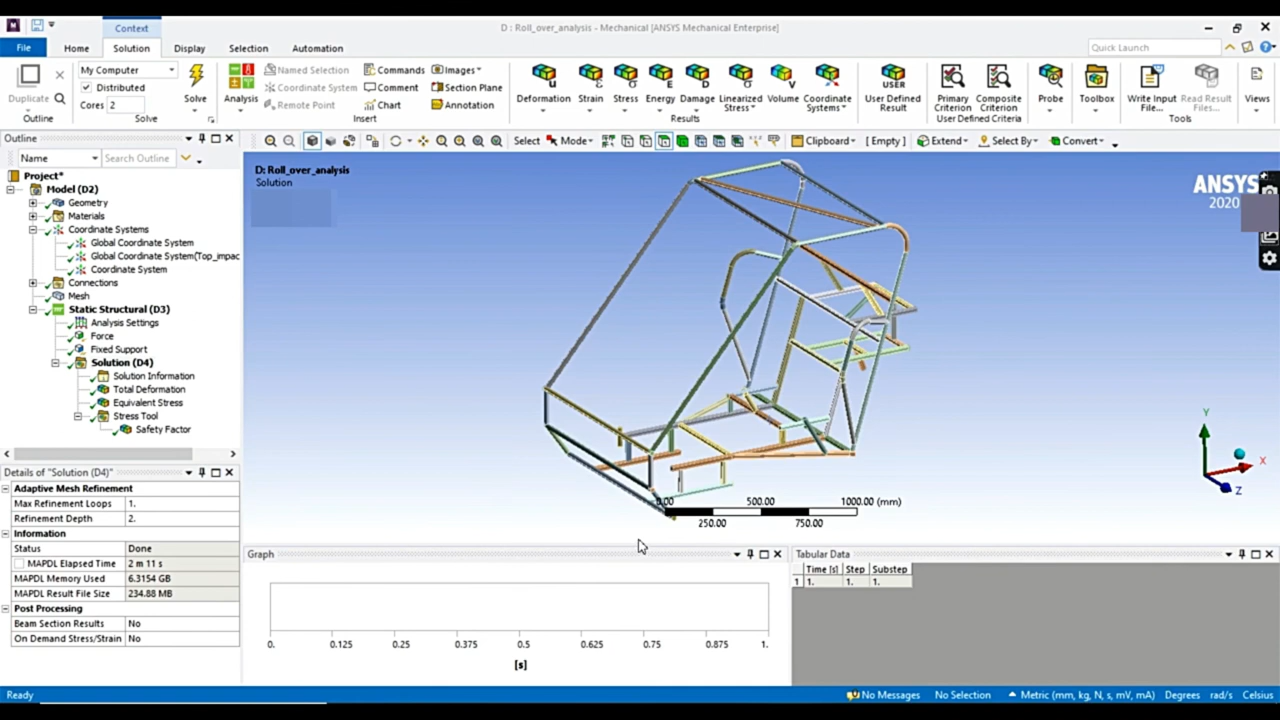 D : Roll_over_analysis - Mechanical [ANSYS Mechanical Enterprise]
Context
File Home Solution Display Selection Automation Quick Launch
Duplicate
Outline
My Computer
Distributed
Cores 2
Solve
Solve
Analysis
Named Selection
Coordinate System
Remote Point
Commands
Comment
Chart
Images
Section Plane
Annotation
Insert
Deformation Strain Stress Energy Damage Linearized Stress Volume Coordinate Systems
Results
User Defined Result
Primary Criterion Composite Criterion
User Defined Criteria
Probe
Toolbox
Write Input File... Read Result Files...
Tools
Views
Outline
Name Search Outline
Select Mode Clipboard [ Empty ] Extend Select By Convert
Project*
Model (D2)
Geometry
Materials
Coordinate Systems
Global Coordinate System
Global Coordinate System(Top_impac
Coordinate System
Connections
Mesh
Static Structural (D3)
Analysis Settings
Force
Fixed Support
Solution (D4)
Solution Information
Total Deformation
Equivalent Stress
Stress Tool
Safety Factor
D: Roll_over_analysis
Solution
ANSYS
2020
Y
X
Z
0.00 500.00 1000.00 (mm)
250.00 750.00
Details of "Solution (D4)"
Adaptive Mesh Refinement
Max Refinement Loops 1.
Refinement Depth 2.
Information
Status Done
MAPDL Elapsed Time 2 m 11 s
MAPDL Memory Used 6.3154 GB
MAPDL Result File Size 234.88 MB
Post Processing
Beam Section Results No
On Demand Stress/Strain No
Graph
0. 0.125 0.25 0.375 0.5 0.625 0.75 0.875 1.
[s]
Tabular Data
Time [s] Step Substep
1 1. 1. 1.
Ready
No Messages No Selection Metric (mm, kg, N, s, mV, mA) Degrees rad/s Celsius